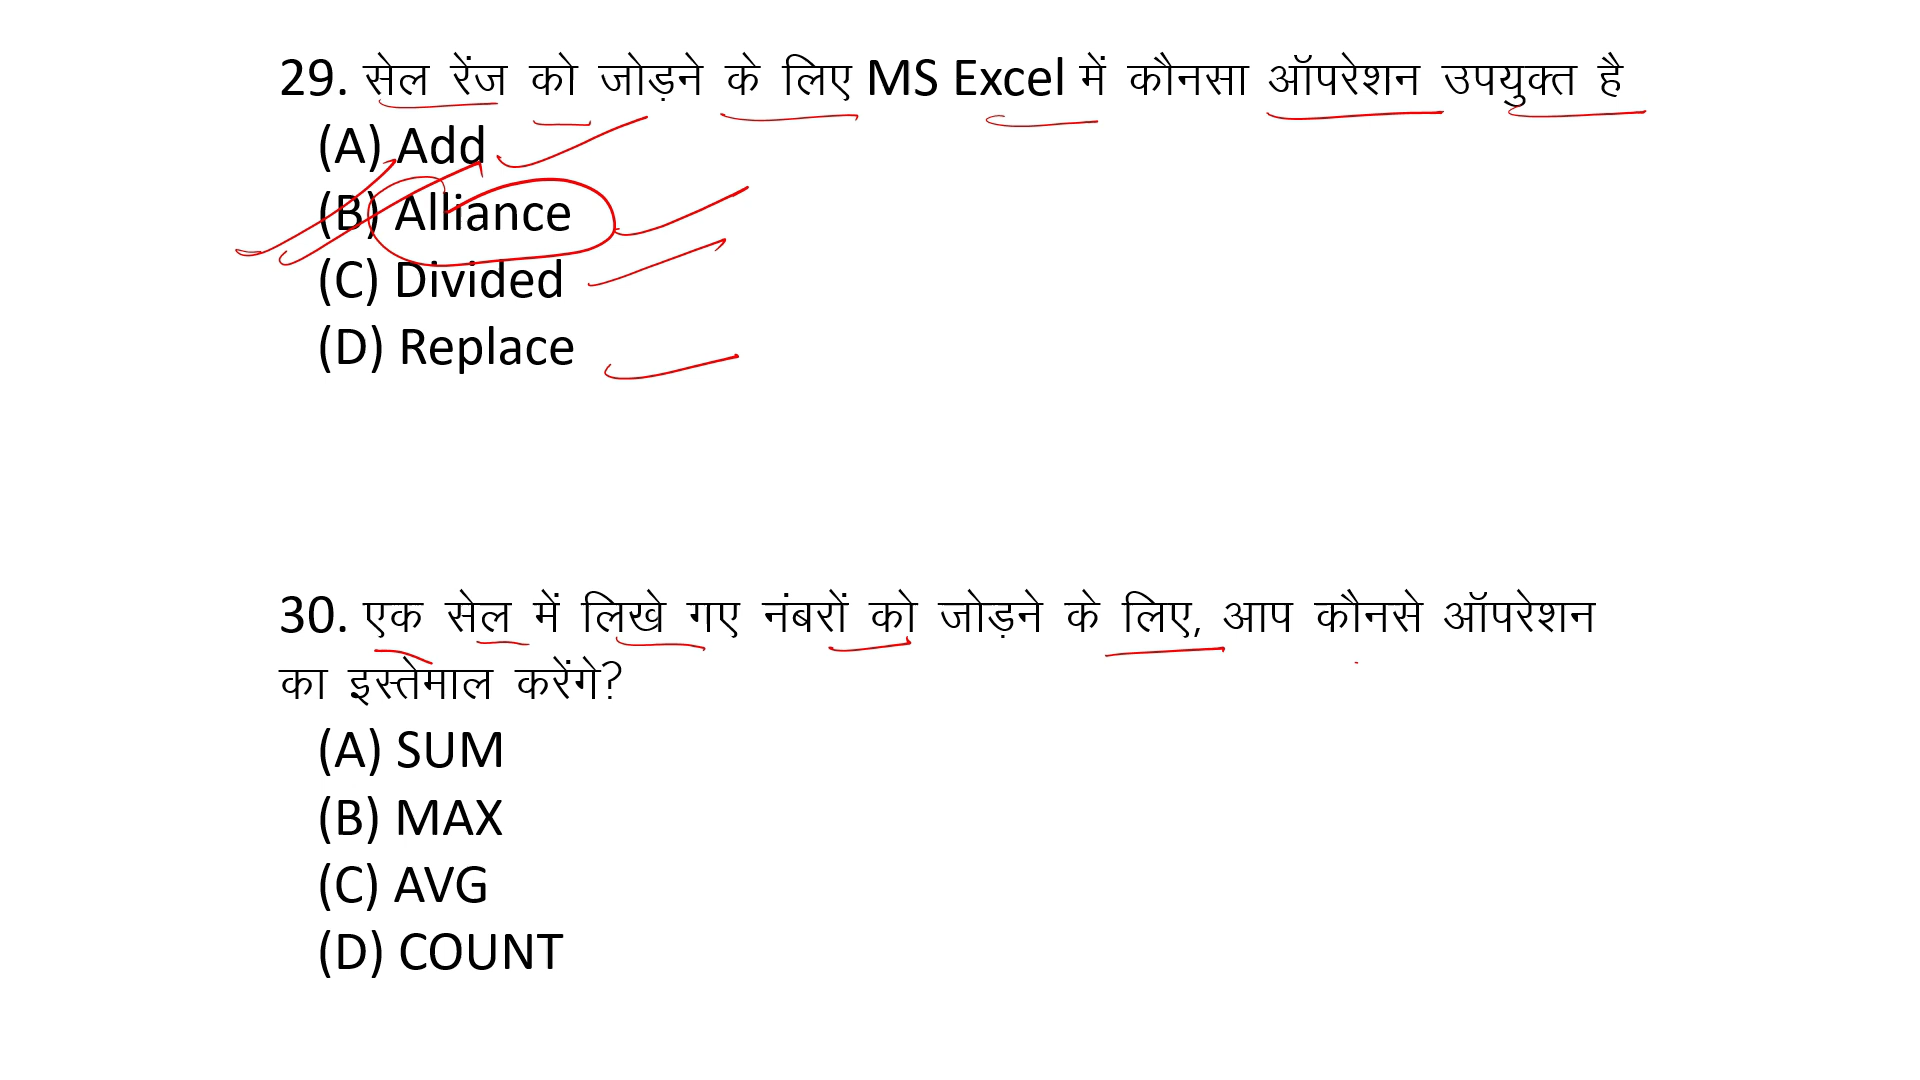 29. सेल रेंज को जोड़ने के लिए MS Excel में कौनसा ऑपरेशन उपयुक्त है
(A) Add
(B) Alliance
(C) Divided
(D) Replace
30. एक सेल में लिखे गए नंबरों को जोड़ने के लिए, आप कौनसे ऑपरेशन
का इस्तेमाल करेंगे?
(A) SUM
(B) MAX
(C) AVG
(D) COUNT